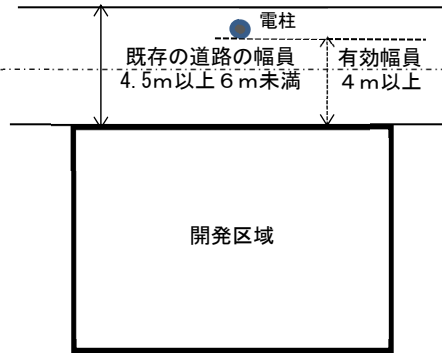 電柱
既存の道路の幅員
4.5ｍ以上６ｍ未満
有効幅員
４ｍ以上
開発区域